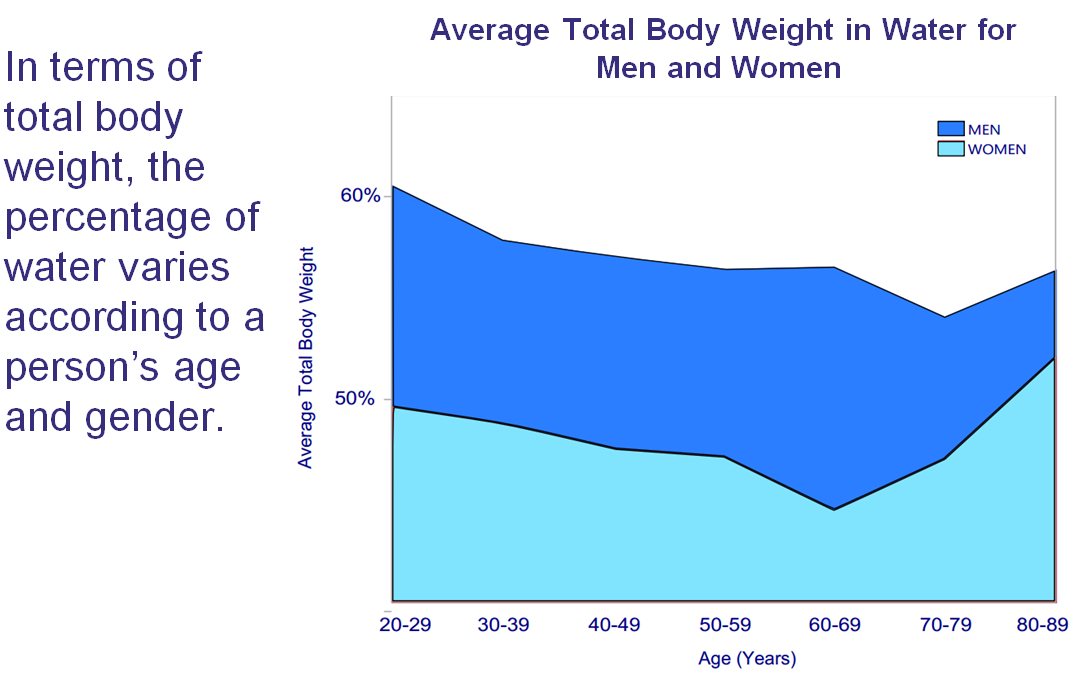 In terms of
total body
weight, the
percentage of
water varies
according to a
person’s age
and gender.
Average Total Body Weight in Water for
Men and Women
MEN
WOMEN
60%
50%
Average Total Body Weight
20-29 30-39 40-49 50-59 60-69 70-79 80-89
Age (Years)